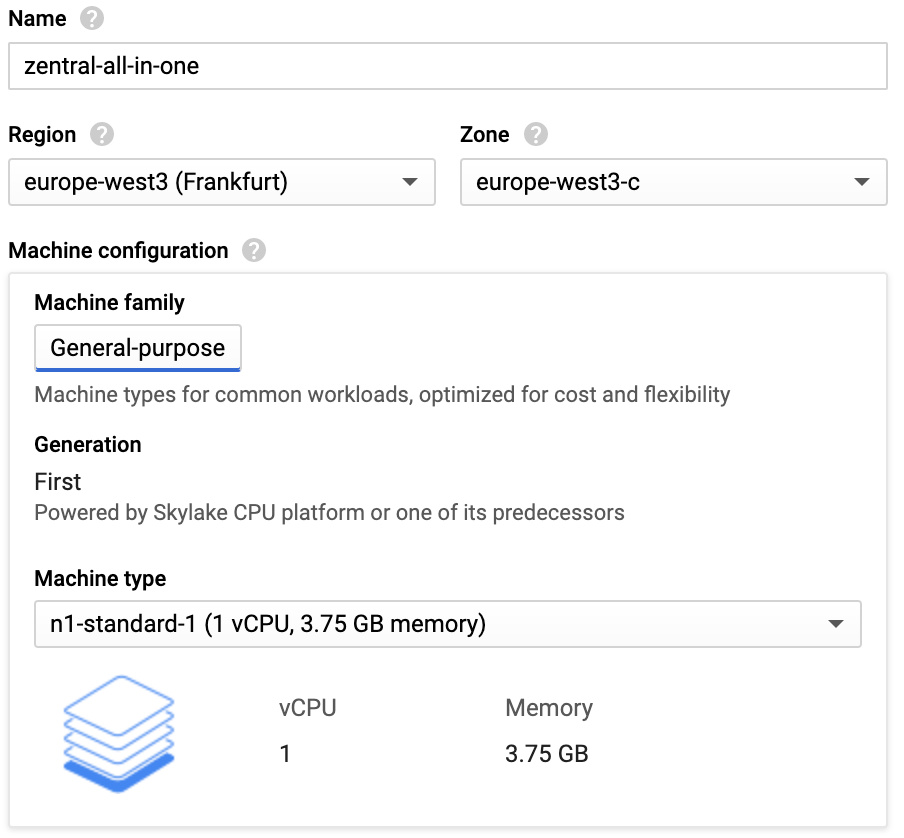 Name ?
zentral-all-in-one
Region ? Zone ?
europe-west3 (Frankfurt) europe-west3-c
Machine configuration ?
Machine family
General-purpose
Machine types for common workloads, optimized for cost and flexibility
Generation
First
Powered by Skylake CPU platform or one of its predecessors
Machine type
n1-standard-1 (1 vCPU, 3.75 GB memory)
vCPU Memory
1 3.75 GB